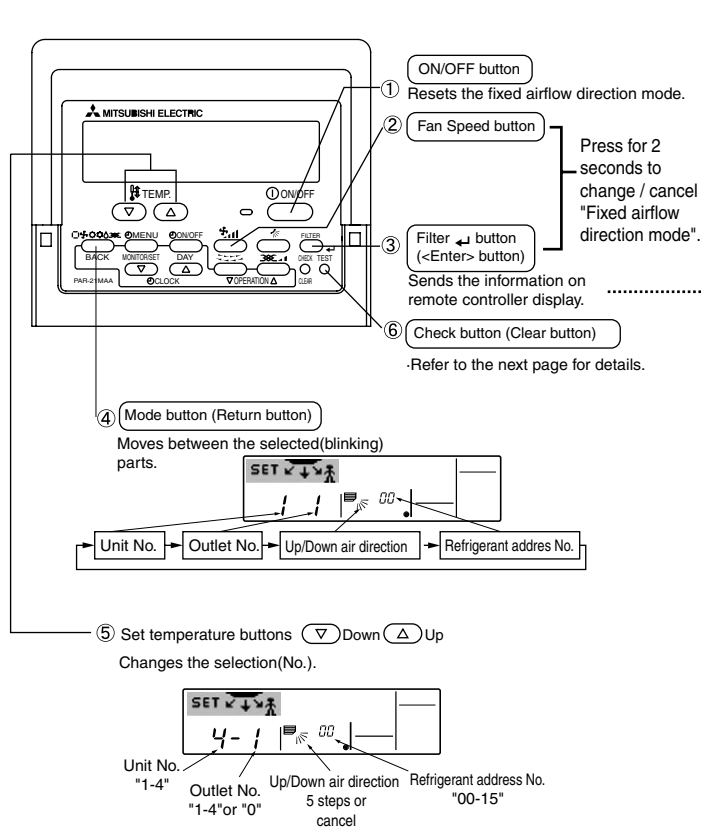 ON/OFF button
① Resets the fixed airflow direction mode.
MITSUBISHI ELECTRIC
② Fan Speed button
Press for 2
seconds to
change / cancel
"Fixed airflow
direction mode".
TEMP.
ON/OFF
③ Filter ↵ button
(<Enter> button)
MENU ON/OFF FILTER
BACK MONITOR/SET DAY CHECK TEST
PAR-21MAA CLOCK ▽OPERATION△ CLEAR
Sends the information on
remote controller display.
⑥ Check button (Clear button)
·Refer to the next page for details.
④ Mode button (Return button)
Moves between the selected(blinking)
parts.
SET
1 1 00
Unit No. Outlet No. Up/Down air direction Refrigerant addres No.
⑤ Set temperature buttons ▽ Down △ Up
Changes the selection(No.).
SET
4- 1 00
Unit No.
"1-4"
Outlet No.
"1-4"or "0"
Up/Down air direction
5 steps or
cancel
Refrigerant address No.
"00-15"